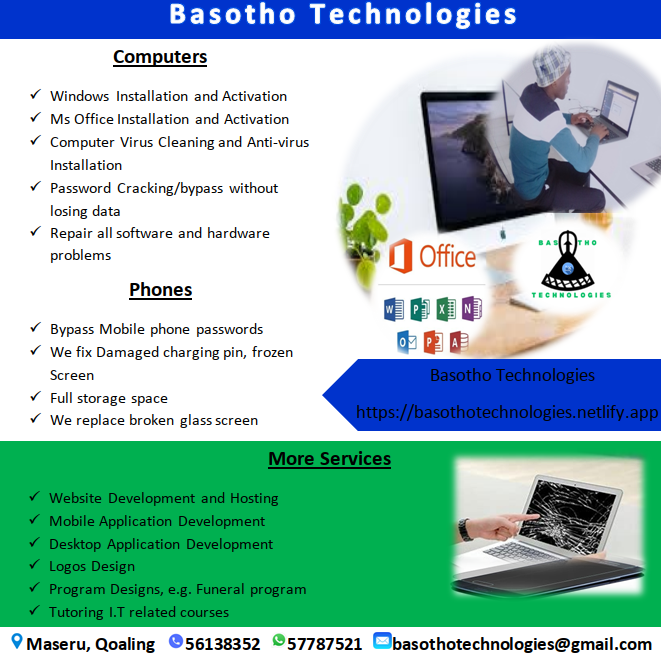 Basotho Technologies
Computers
✓ Windows Installation and Activation
✓ Ms Office Installation and Activation
✓ Computer Virus Cleaning and Anti-virus
Installation
✓ Password Cracking/bypass without
losing data
✓ Repair all software and hardware
problems
Phones
✓ Bypass Mobile phone passwords
✓ We fix Damaged charging pin, frozen
Screen
✓ Full storage space
✓ We replace broken glass screen
Office
W P X N
O P A
BASOTHO
TECHNOLOGIES
Basotho Technologies
https://basothotechnologies.netlify.app
More Services
✓ Website Development and Hosting
✓ Mobile Application Development
✓ Desktop Application Development
✓ Logos Design
✓ Program Designs, e.g. Funeral program
✓ Tutoring I.T related courses
Maseru, Qoaling 56138352 57787521 basothotechnologies@gmail.com